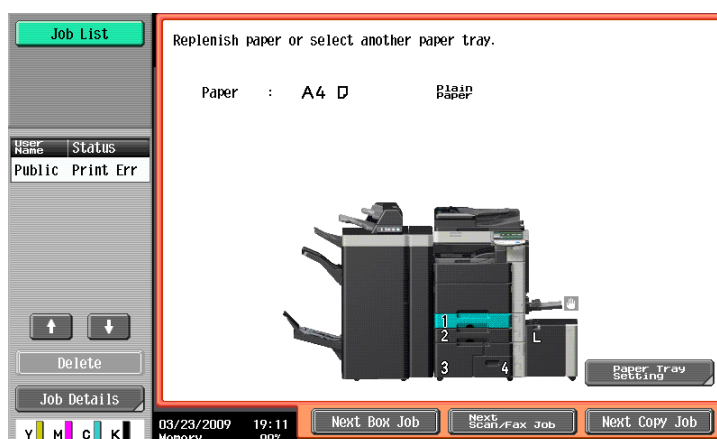 Job List
Replenish paper or select another paper tray.
Paper : A4 Plain Paper
User Name Status
Public Print Err
1
2
L
3 4
Delete
Paper Tray Setting
Job Details
03/23/2009 19:11
Next Box Job
Next Scan/Fax Job
Next Copy Job
Y M C K
Memory 99%